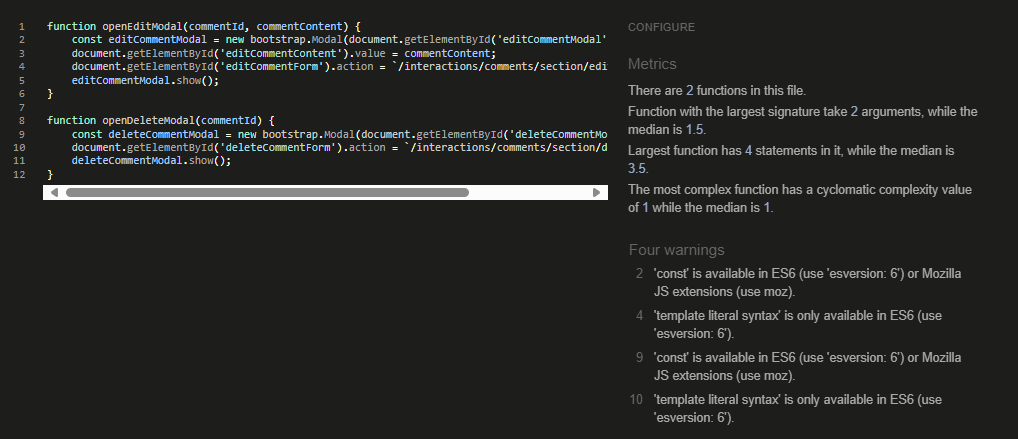 CONFIGURE
1 function openEditModal(commentId, commentContent) {
2 const editCommentModal = new bootstrap.Modal(document.getElementById('editCommentModal'
3 document.getElementById('editCommentContent').value = commentContent;
4 document.getElementById('editCommentForm').action = `/interactions/comments/section/edi
5 editCommentModal.show();
6 }
7
8 function openDeleteModal(commentId) {
9 const deleteCommentModal = new bootstrap.Modal(document.getElementById('deleteCommentMo
10 document.getElementById('deleteCommentForm').action = `/interactions/comments/section/d
11 deleteCommentModal.show();
12 }
Metrics
There are 2 functions in this file.
Function with the largest signature take 2 arguments, while the
median is 1.5.
Largest function has 4 statements in it, while the median is
3.5.
The most complex function has a cyclomatic complexity value
of 1 while the median is 1.
Four warnings
2 'const' is available in ES6 (use 'esversion: 6') or Mozilla
JS extensions (use moz).
4 'template literal syntax' is only available in ES6 (use
'esversion: 6').
9 'const' is available in ES6 (use 'esversion: 6') or Mozilla
JS extensions (use moz).
10 'template literal syntax' is only available in ES6 (use
'esversion: 6').